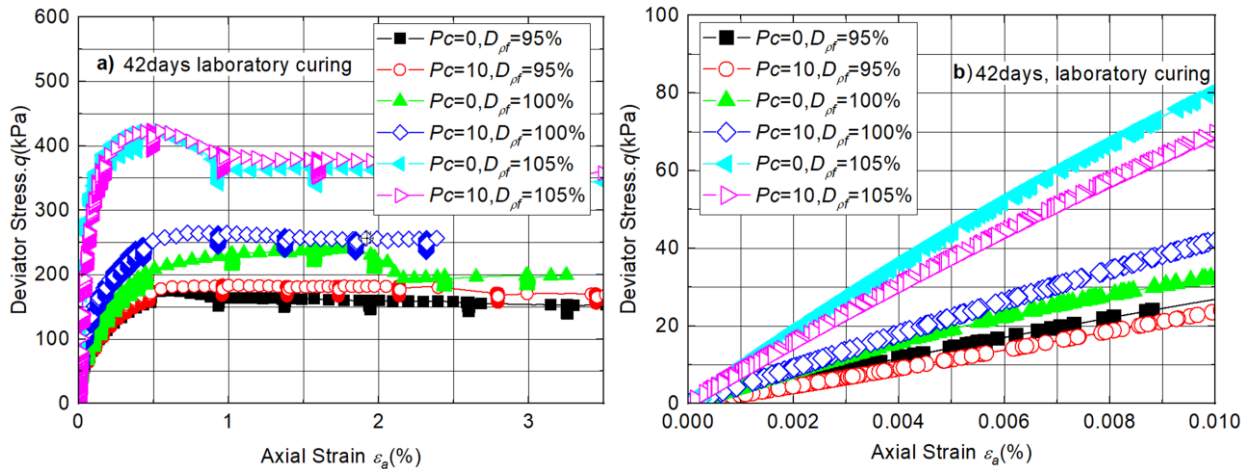 600
500
400
300
200
100
0
Deviator Stress.q(kPa)
a) 42days laboratory curing
Pc=0,Dρf=95%
Pc=10,Dρf=95%
Pc=0,Dρf=100%
Pc=10,Dρf=100%
Pc=0,Dρf=105%
Pc=10,Dρf=105%
0
1
2
3
Axial Strain εa(%)
100
80
60
40
20
0
Deviator Stress.q(kPa)
Pc=0,Dρf=95%
Pc=10,Dρf=95%
Pc=0,Dρf=100%
Pc=10,Dρf=100%
Pc=0,Dρf=105%
Pc=10,Dρf=105%
b) 42days, laboratory curing
0.000
0.002
0.004
0.006
0.008
0.010
Axial Strain εa(%)